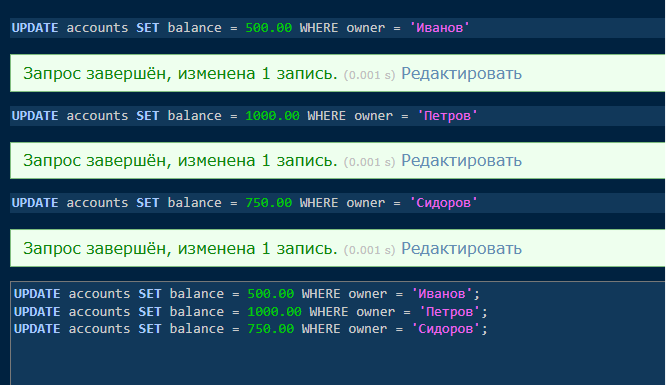 UPDATE accounts SET balance = 500.00 WHERE owner = 'Иванов'
Запрос завершён, изменена 1 запись. (0.001 s) Редактировать
UPDATE accounts SET balance = 1000.00 WHERE owner = 'Петров'
Запрос завершён, изменена 1 запись. (0.001 s) Редактировать
UPDATE accounts SET balance = 750.00 WHERE owner = 'Сидоров'
Запрос завершён, изменена 1 запись. (0.001 s) Редактировать
UPDATE accounts SET balance = 500.00 WHERE owner = 'Иванов';
UPDATE accounts SET balance = 1000.00 WHERE owner = 'Петров';
UPDATE accounts SET balance = 750.00 WHERE owner = 'Сидоров';